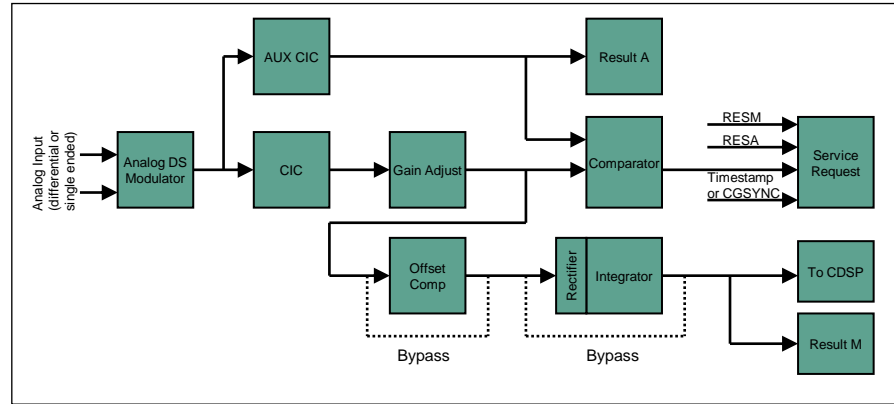 AUX CIC
Result A
Analog Input
(differential or
single ended)
Analog DS
Modulator
CIC
Gain Adjust
Comparator
RESM
RESA
Timestamp
or CGSYNC
Service
Request
Offset
Comp
Rectifier
Integrator
To CDSP
Bypass
Bypass
Result M